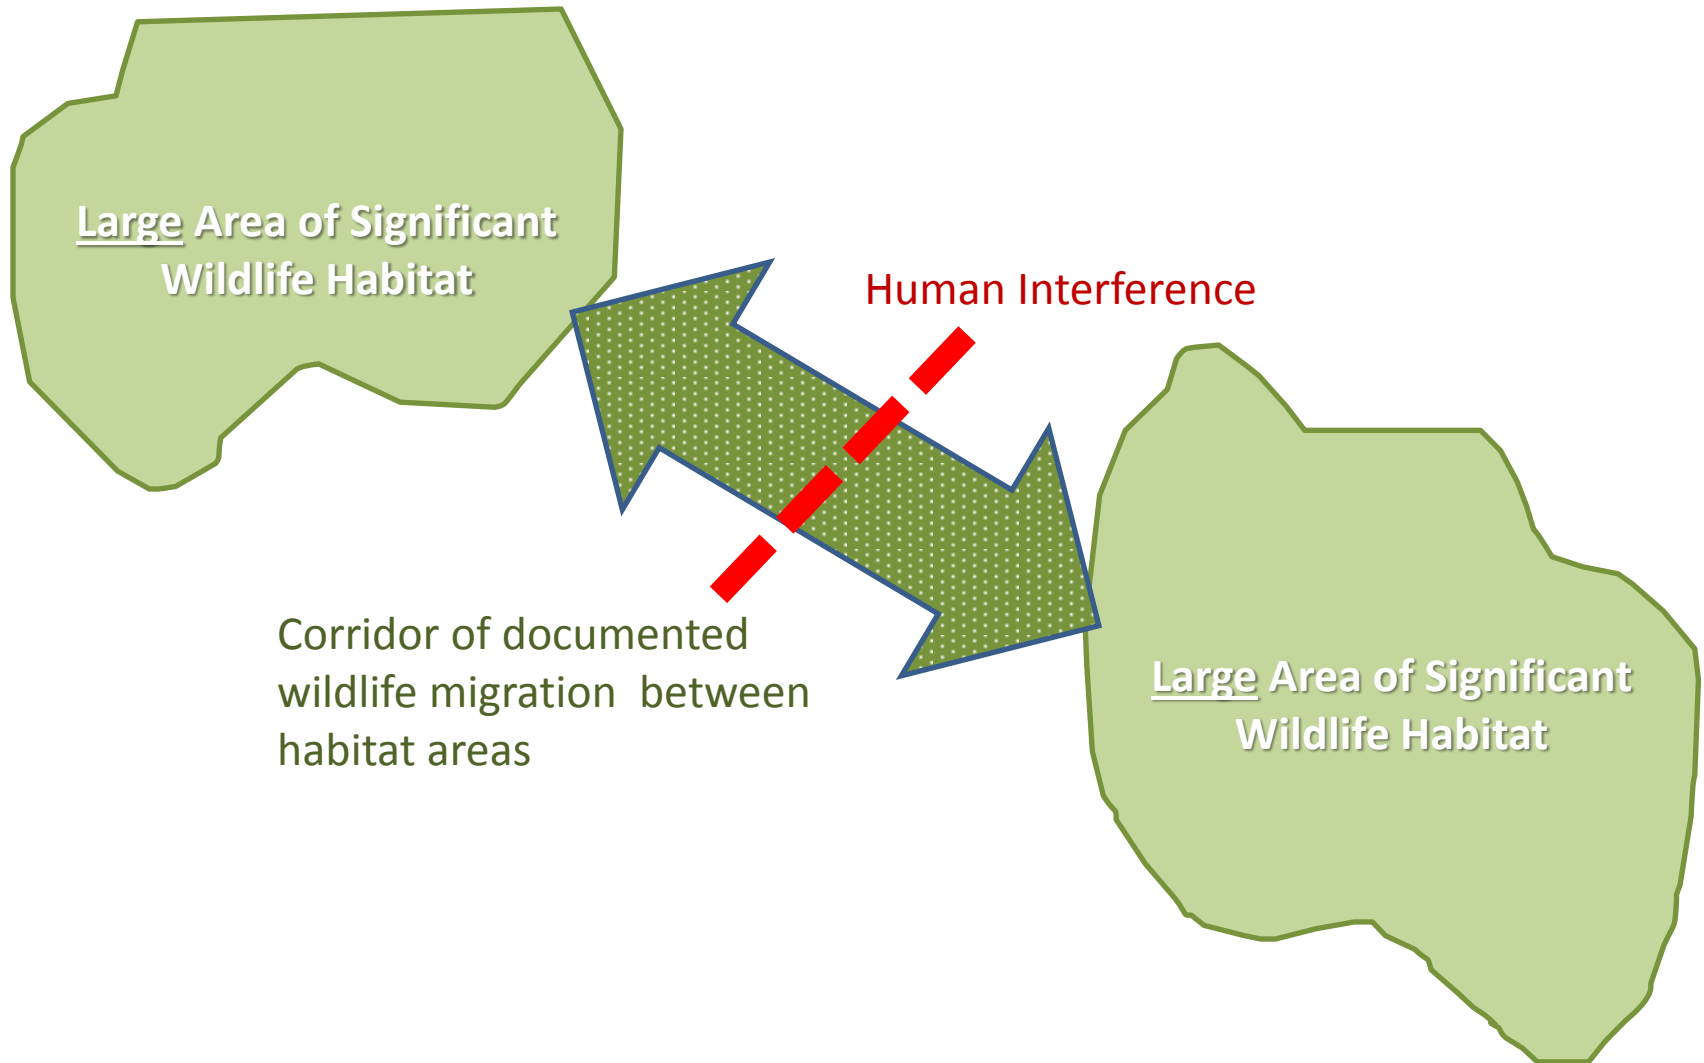 Large Area of Significant
Wildlife Habitat
Human Interference
Corridor of documented
wildlife migration  between
habitat areas
Large Area of Significant
Wildlife Habitat